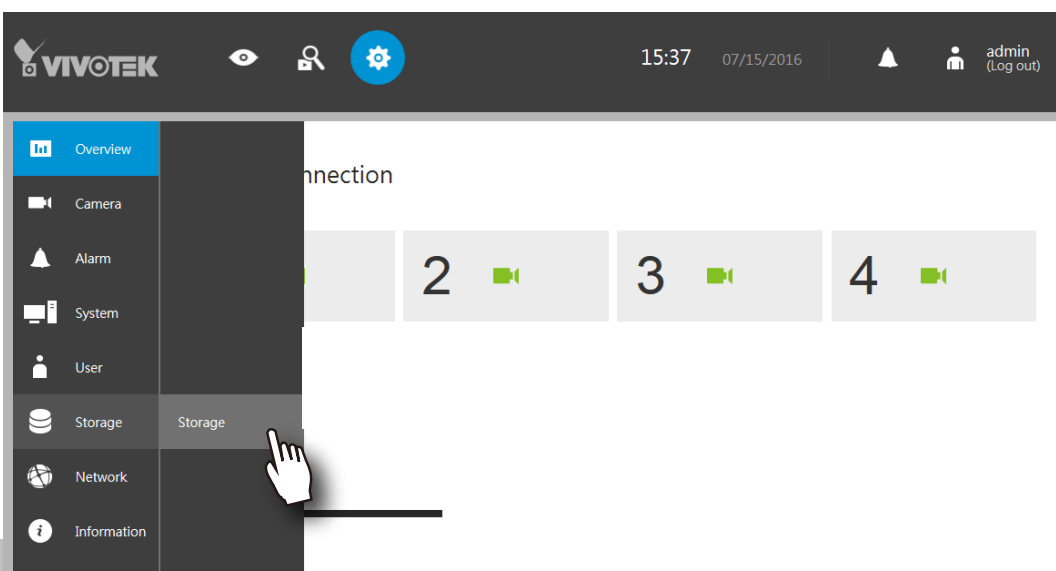 VIVOTEK
15:37 07/15/2016
admin
(Log out)
Overview
nnection
Camera
Alarm
2
3
4
System
User
Storage Storage
Network
Information